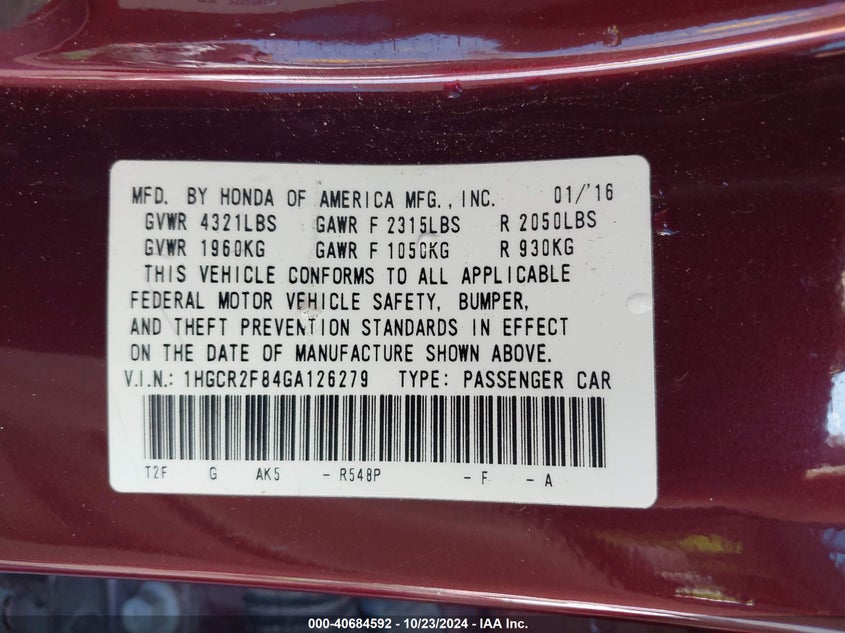 MFD. BY HONDA OF AMERICA MFG., INC. 01/'16
GVWR 4321LBS GAWR F 2315LBS R 2050LBS
GVWR 1960KG GAWR F 1050KG R 930KG
THIS VEHICLE CONFORMS TO ALL APPLICABLE
FEDERAL MOTOR VEHICLE SAFETY, BUMPER,
AND THEFT PREVENTION STANDARDS IN EFFECT
ON THE DATE OF MANUFACTURE SHOWN ABOVE.
V.I.N.: 1HGCR2F84GA126279 TYPE: PASSENGER CAR
T2F G AK5 - R548P - F - A
000-40684592 - 10/23/2024 - IAA Inc.